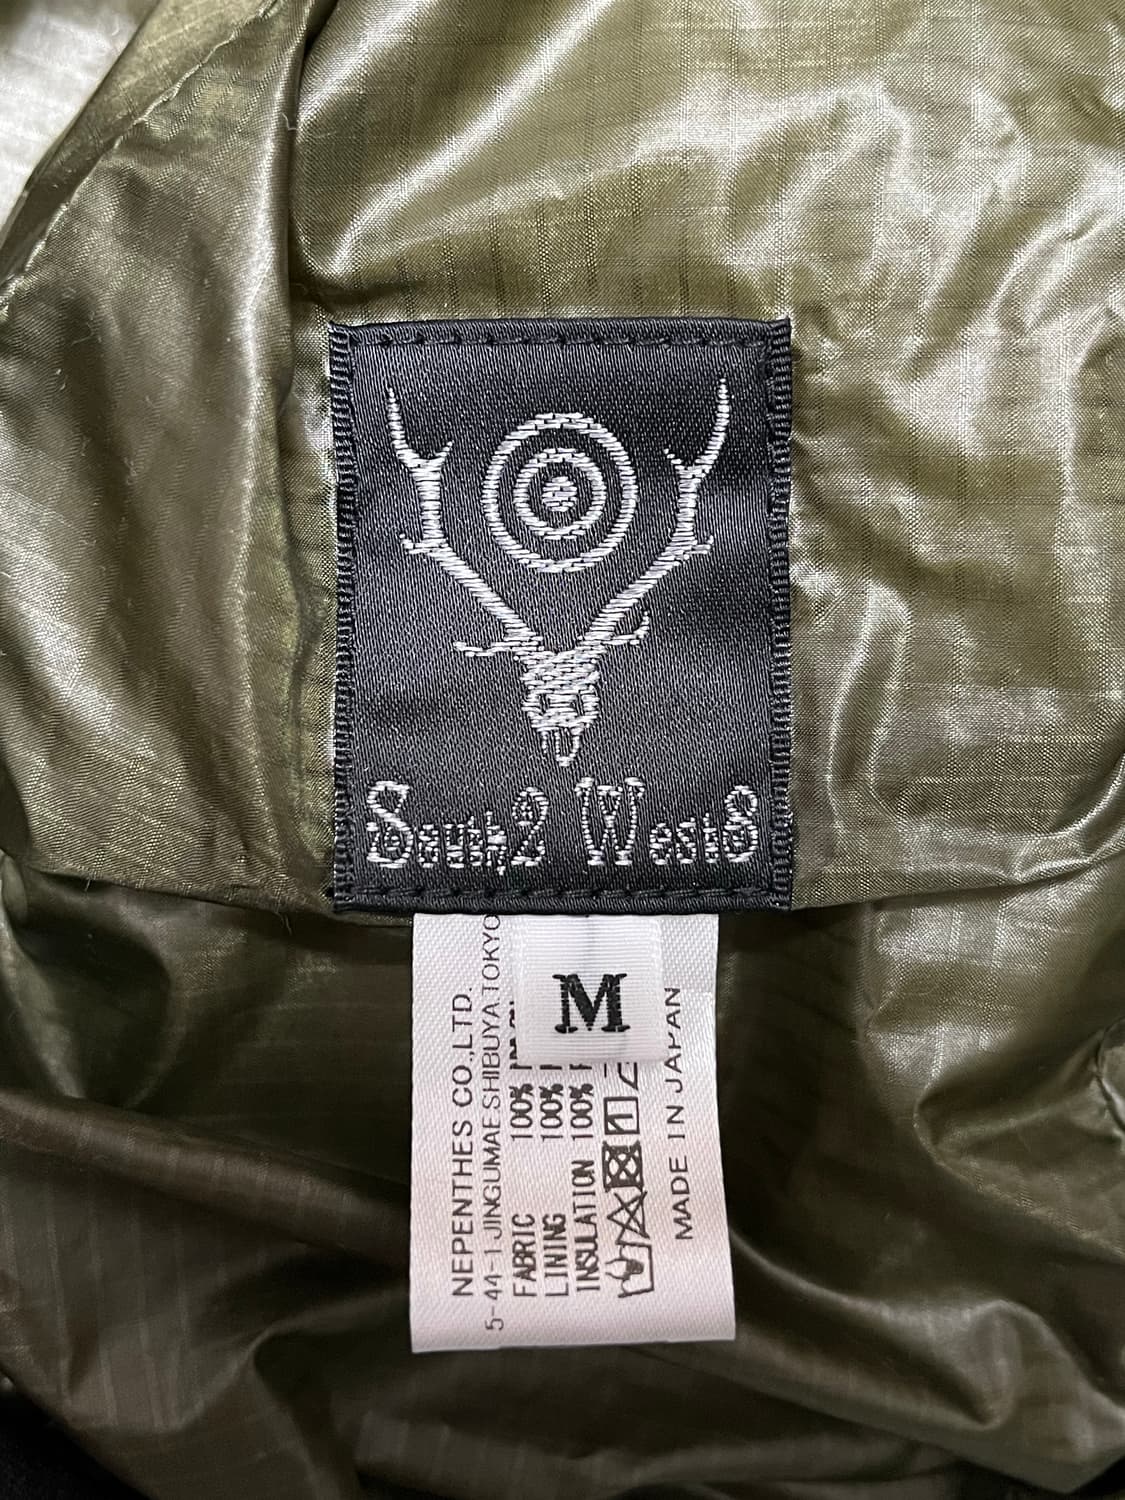 South2 West8
M
NEPENTHES CO.,LTD.
5-44-1 JINGUMAE SHIBUYA TOKYO
FABRIC 100%
LINING 100%
INSULATION 100%
MADE IN JAPAN